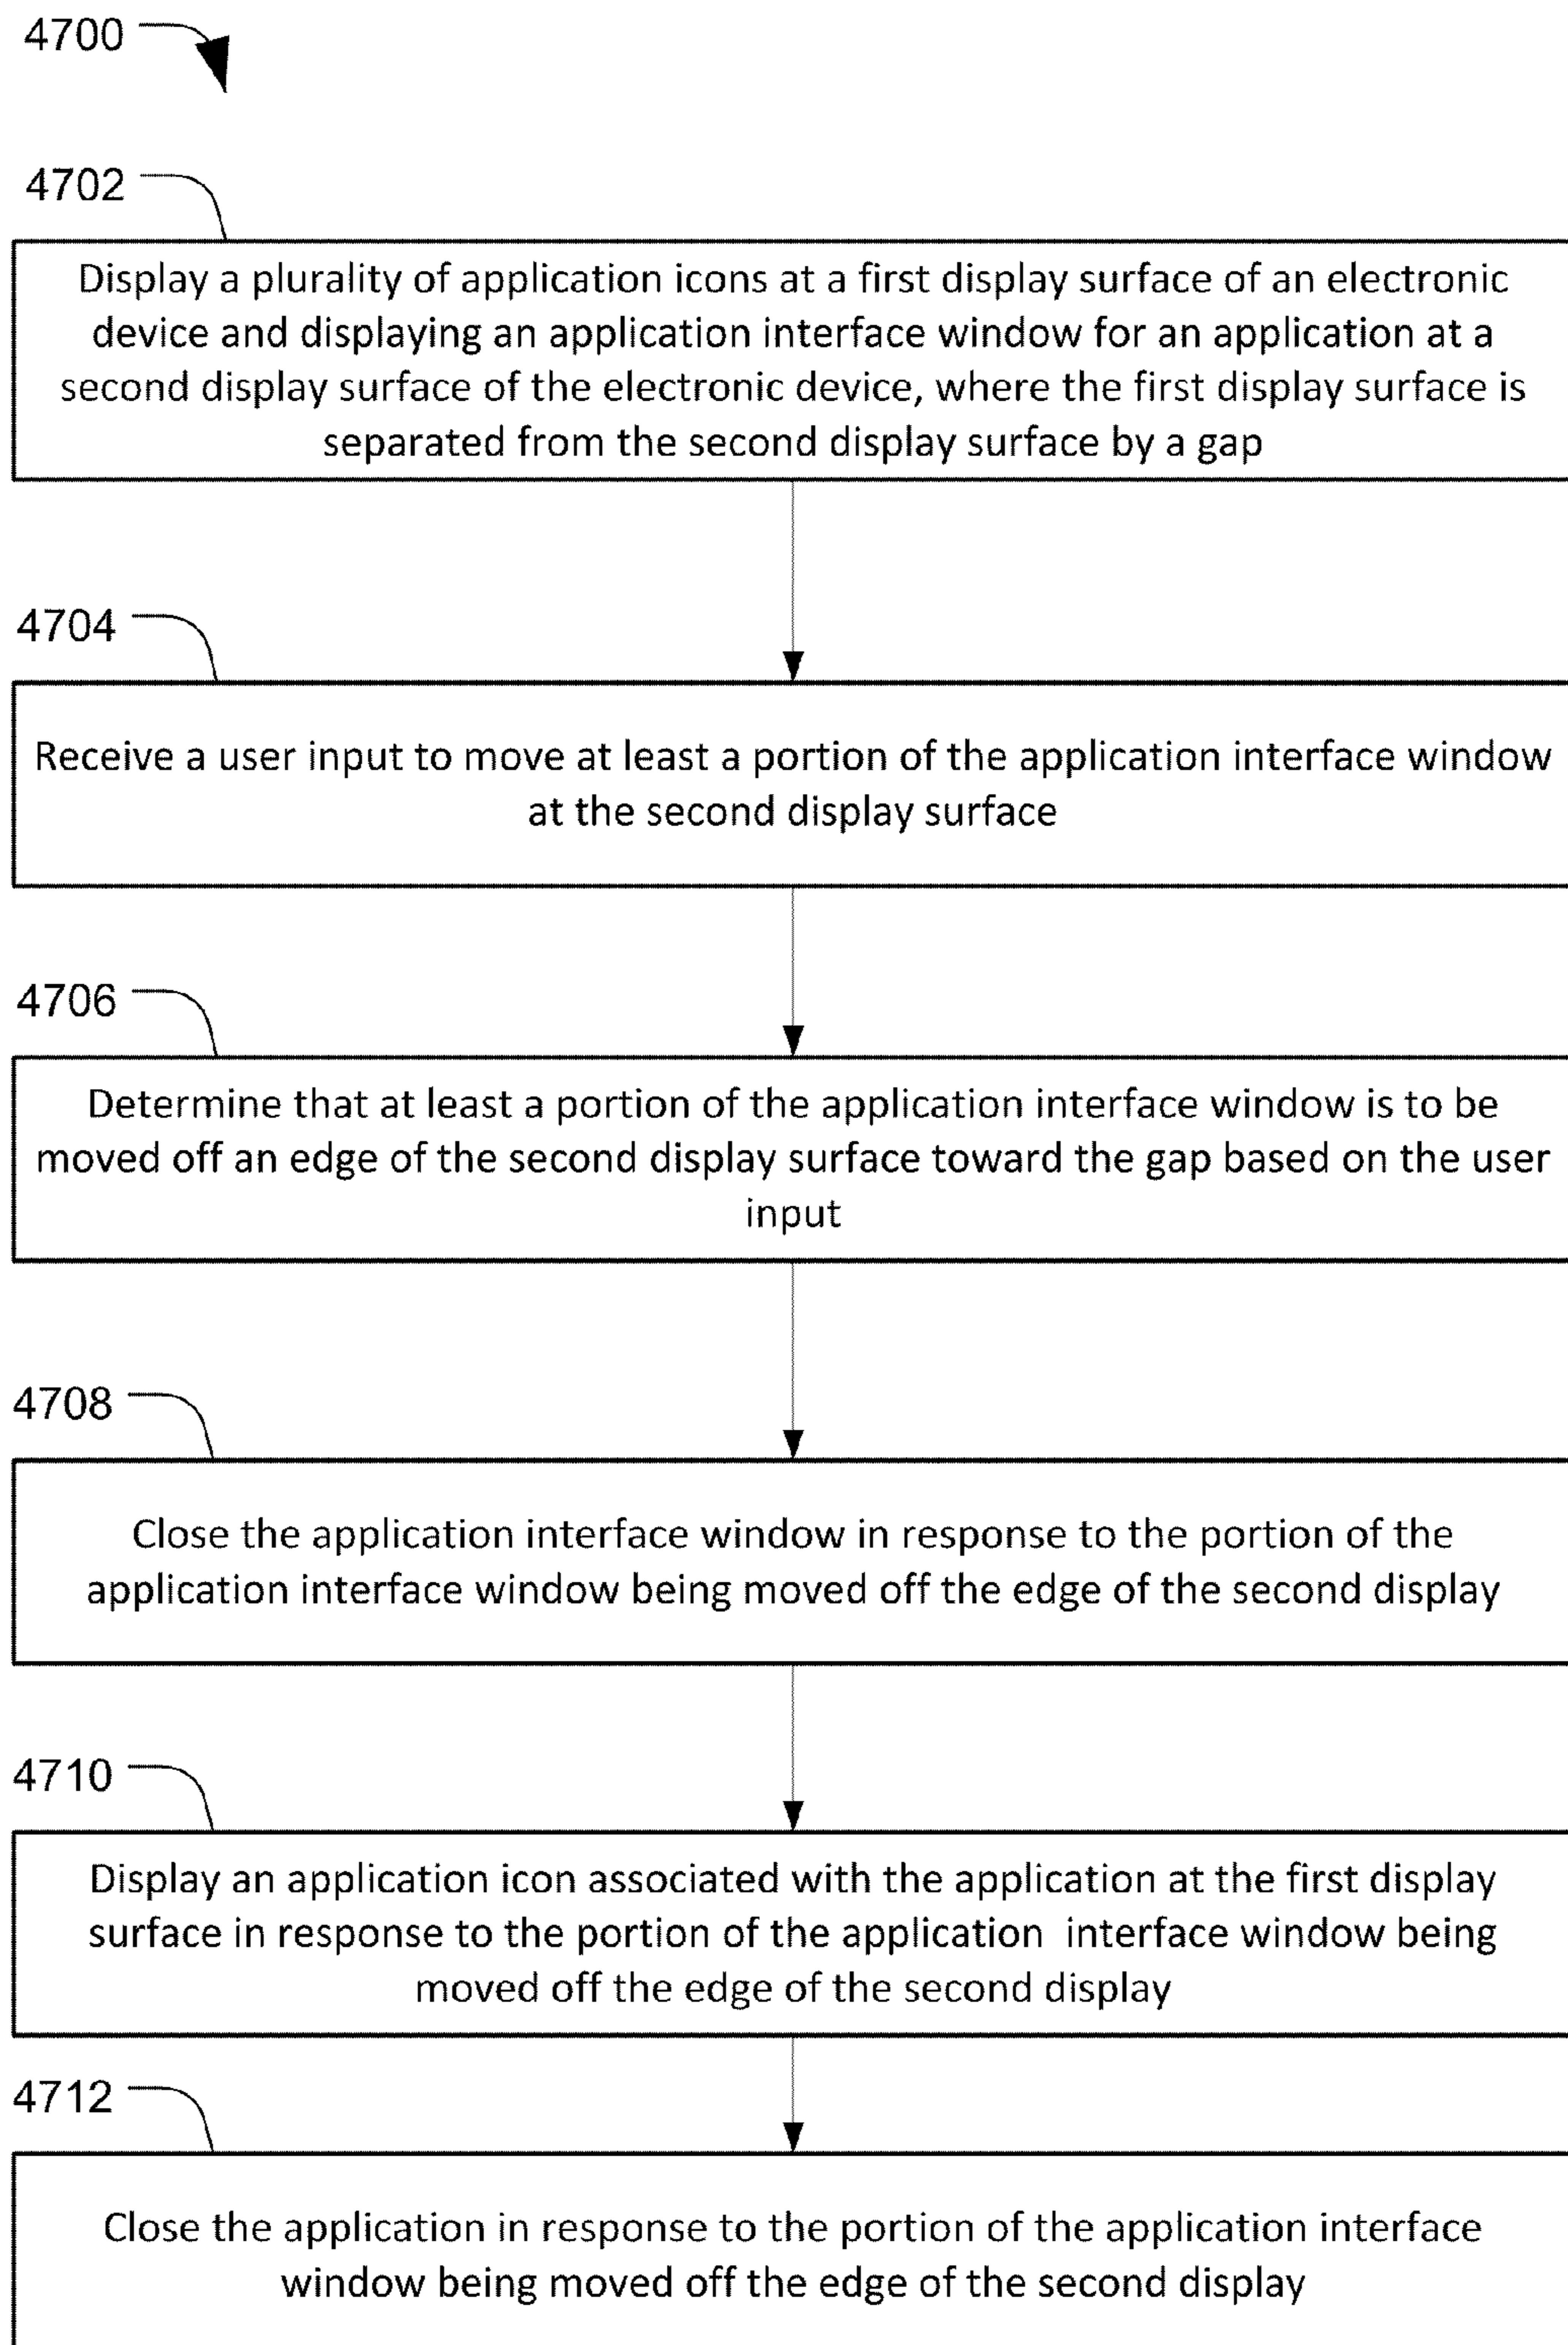 4700
4702
Display a plurality of application icons at a first display surface of an electronic
device and displaying an application interface window for an application at a
second display surface of the electronic device, where the first display surface is
separated from the second display surface by a gap
4704
Receive a user input to move at least a portion of the application interface window
at the second display surface
4706
Determine that at least a portion of the application interface window is to be
moved off an edge of the second display surface toward the gap based on the user
input
4708
Close the application interface window in response to the portion of the
application interface window being moved off the edge of the second display
4710
Display an application icon associated with the application at the first display
surface in response to the portion of the application  interface window being
moved off the edge of the second display
4712
Close the application in response to the portion of the application interface
window being moved off the edge of the second display